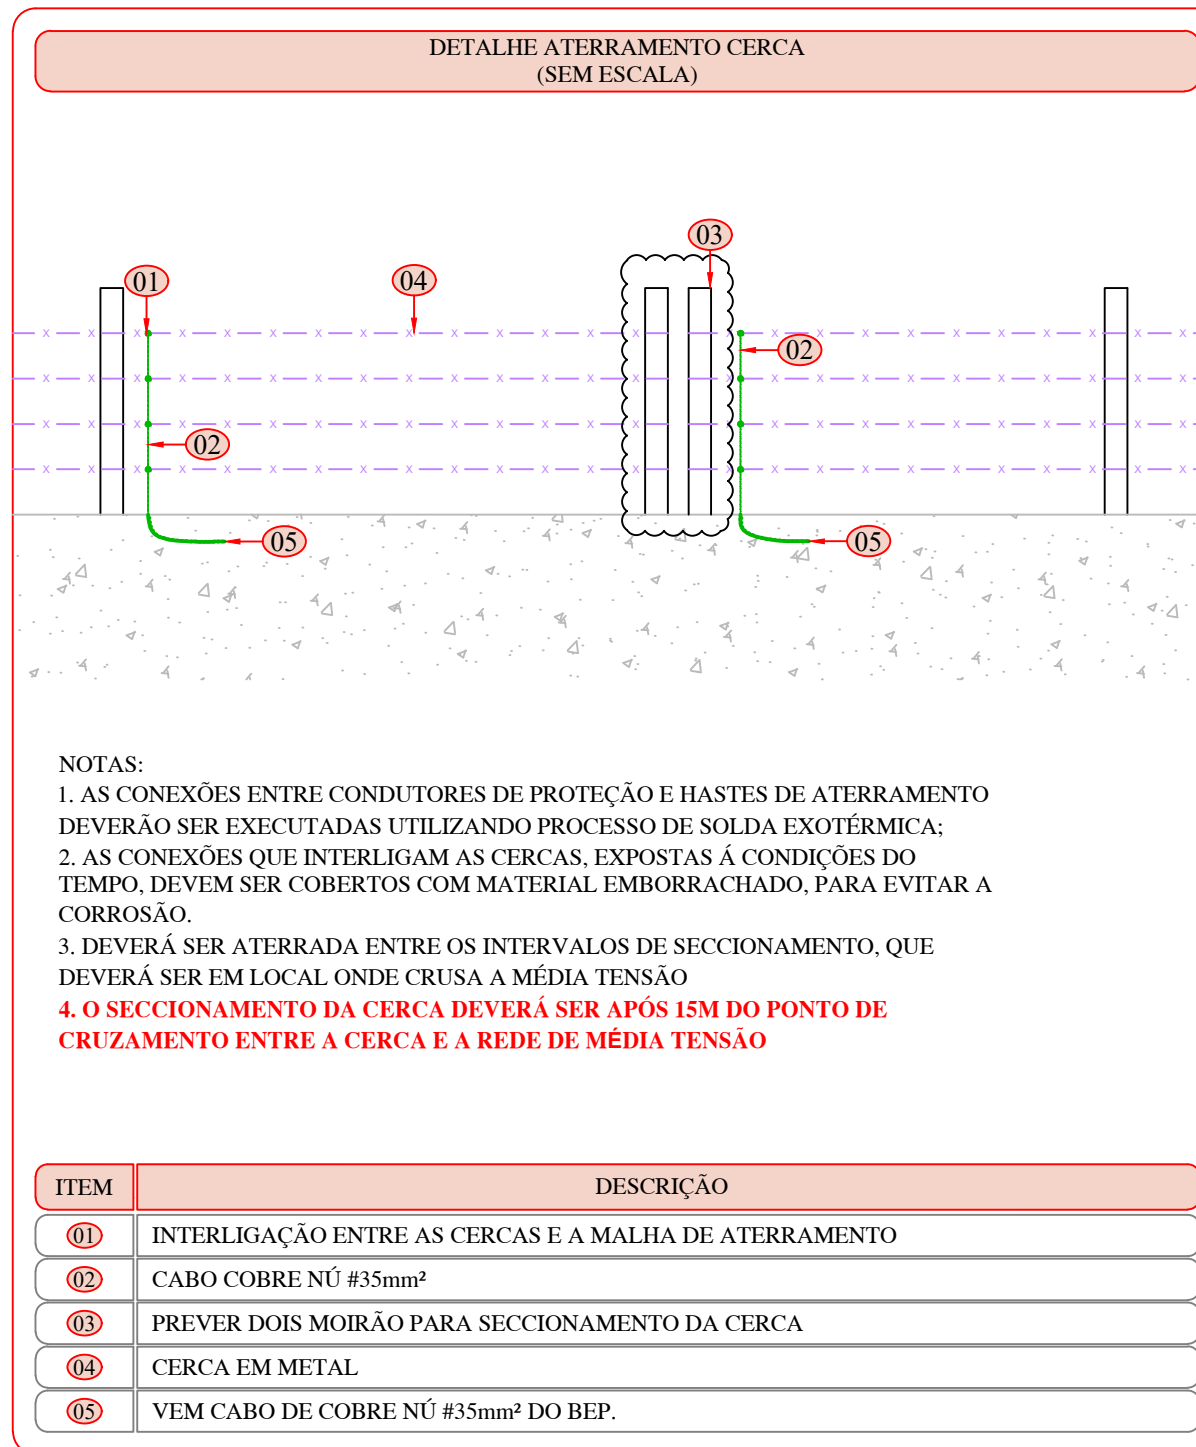 DETALHE ATERRAMENTO CERCA
(SEM ESCALA)
03
01
04
02
02
05
05
NOTAS:
1. AS CONEXÕES ENTRE CONDUTORES DE PROTEÇÃO E HASTES DE ATERRAMENTO
DEVERÃO SER EXECUTADAS UTILIZANDO PROCESSO DE SOLDA EXOTÉRMICA;
2. AS CONEXÕES QUE INTERLIGAM AS CERCAS, EXPOSTAS Á CONDIÇÕES DO
TEMPO, DEVEM SER COBERTOS COM MATERIAL EMBORRACHADO, PARA EVITAR A
CORROSÃO.
3. DEVERÁ SER ATERRADA ENTRE OS INTERVALOS DE SECCIONAMENTO, QUE
DEVERÁ SER EM LOCAL ONDE CRUSA A MÉDIA TENSÃO
4. O SECCIONAMENTO DA CERCA DEVERÁ SER APÓS 15M DO PONTO DE
CRUZAMENTO ENTRE A CERCA E A REDE DE MÉDIA TENSÃO
ITEM DESCRIÇÃO
01 INTERLIGAÇÃO ENTRE AS CERCAS E A MALHA DE ATERRAMENTO
02 CABO COBRE NÚ #35mm²
03 PREVER DOIS MOIRÃO PARA SECCIONAMENTO DA CERCA
04 CERCA EM METAL
05 VEM CABO DE COBRE NÚ #35mm² DO BEP.